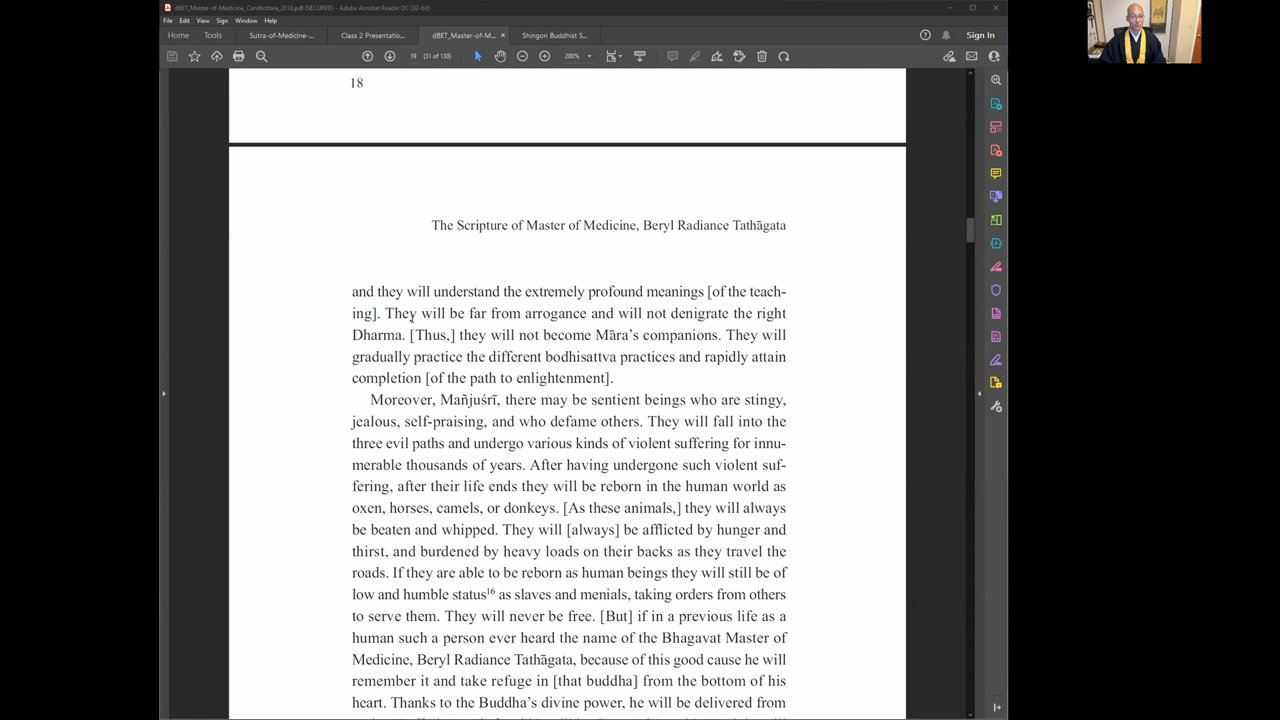 dBET_Master-of-Medicine_Candrottara_2018.pdf (SECURED) - Adobe Acrobat Reader DC (32-bit)
File Edit View Sign Window Help
Home Tools Sutra-of-Medicine-... Class 2 Presentatio... dBET_Master-of-M... × Shingon Buddhist S... Sign In
19 (31 of 130) 200%
18
The Scripture of Master of Medicine, Beryl Radiance Tathāgata
and they will understand the extremely profound meanings [of the teach-
ing]. They will be far from arrogance and will not denigrate the right
Dharma. [Thus,] they will not become Māra's companions. They will
gradually practice the different bodhisattva practices and rapidly attain
completion [of the path to enlightenment].
Moreover, Mañjuśrī, there may be sentient beings who are stingy,
jealous, self-praising, and who defame others. They will fall into the
three evil paths and undergo various kinds of violent suffering for innu-
merable thousands of years. After having undergone such violent suf-
fering, after their life ends they will be reborn in the human world as
oxen, horses, camels, or donkeys. [As these animals,] they will always
be beaten and whipped. They will [always] be afflicted by hunger and
thirst, and burdened by heavy loads on their backs as they travel the
roads. If they are able to be reborn as human beings they will still be of
low and humble status16 as slaves and menials, taking orders from others
to serve them. They will never be free. [But] if in a previous life as a
human such a person ever heard the name of the Bhagavat Master of
Medicine, Beryl Radiance Tathāgata, because of this good cause he will
remember it and take refuge in [that buddha] from the bottom of his
heart. Thanks to the Buddha's divine power, he will be delivered from